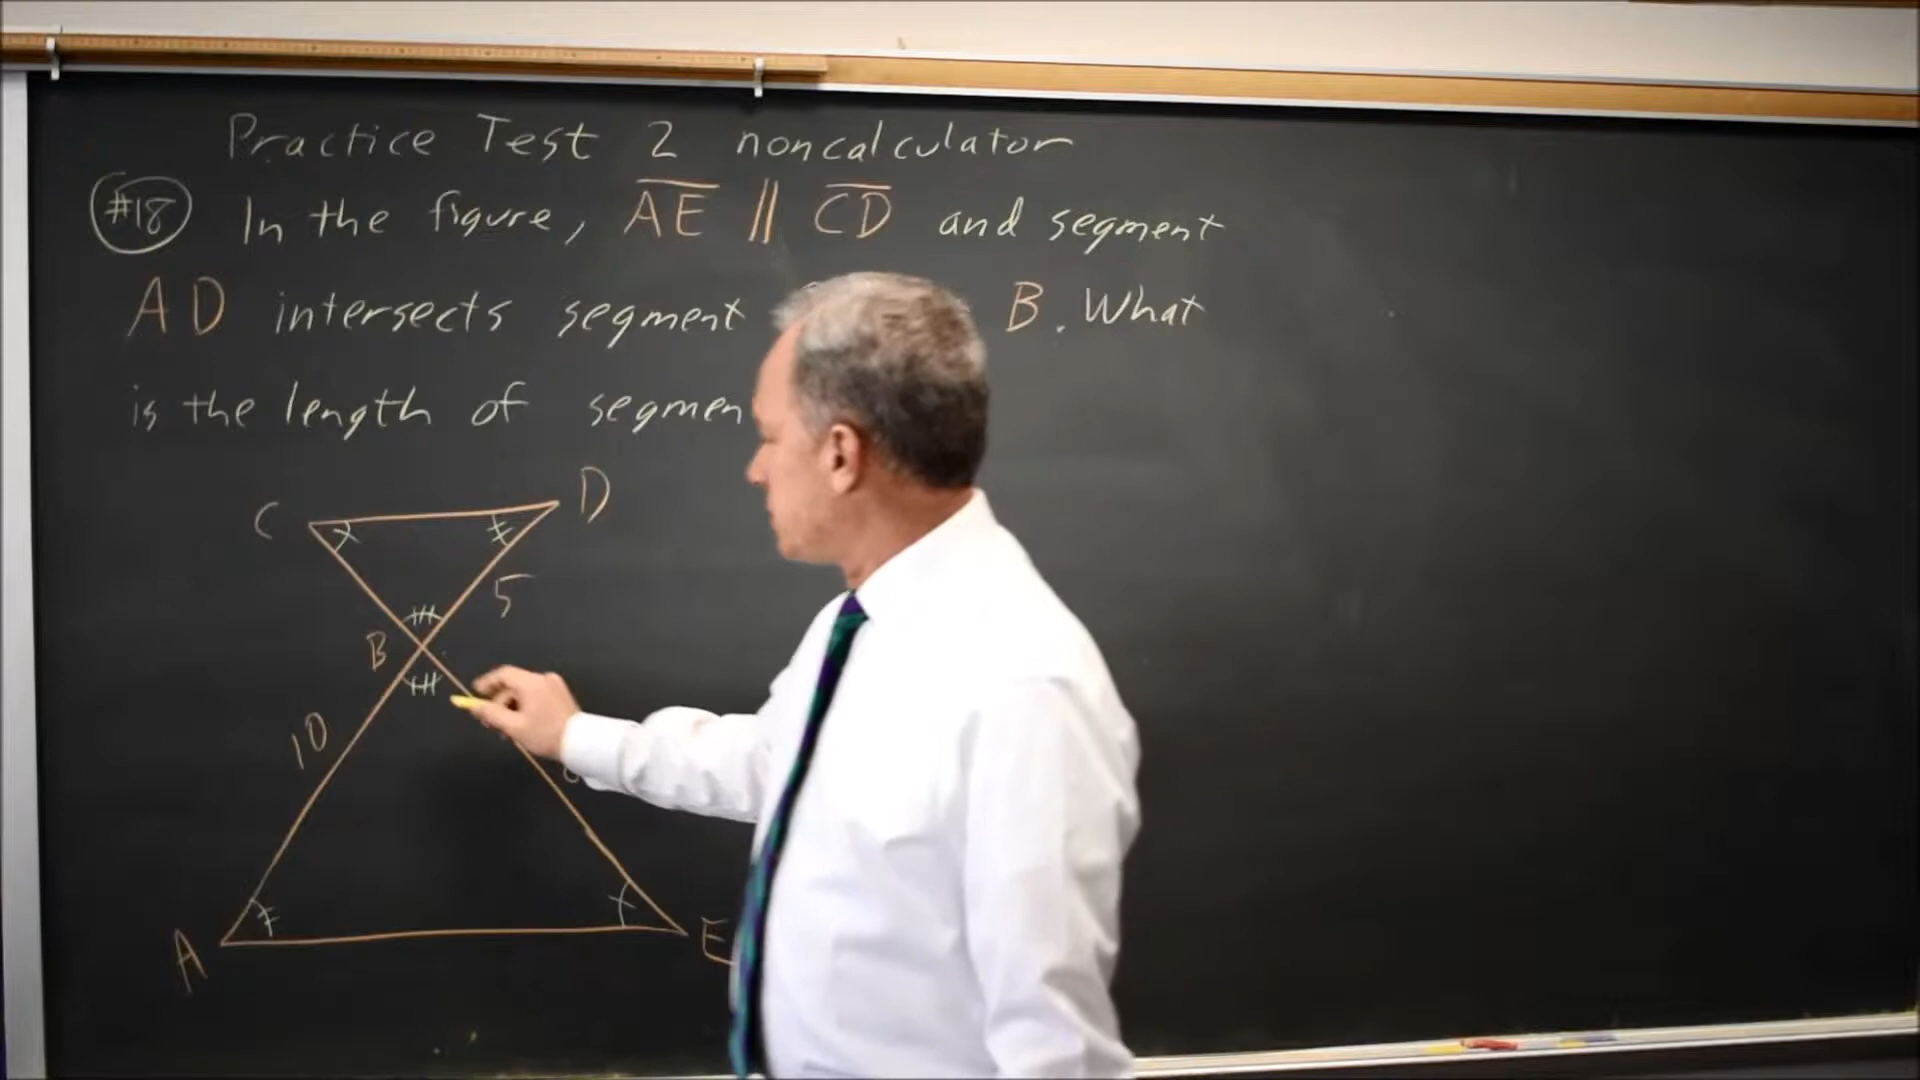 Practice Test 2 noncalculator
#18 In the figure, AE || CD and segment
AD intersects segment B. What
is the length of segmen
C D
5
B
10
A E